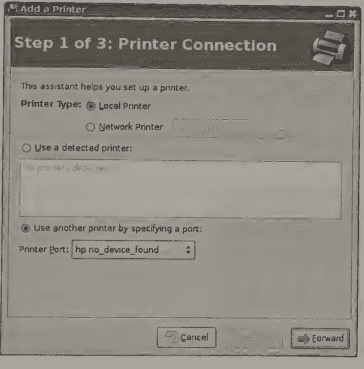 Add a Printer
Step 1 of 3: Printer Connection
This assistant helps you set up a printer.
Printer Type: Local Printer
Network Printer
Use a detected printer:
Use another printer by specifying a port:
Printer Port: hp no_device_found
Cancel
Forward